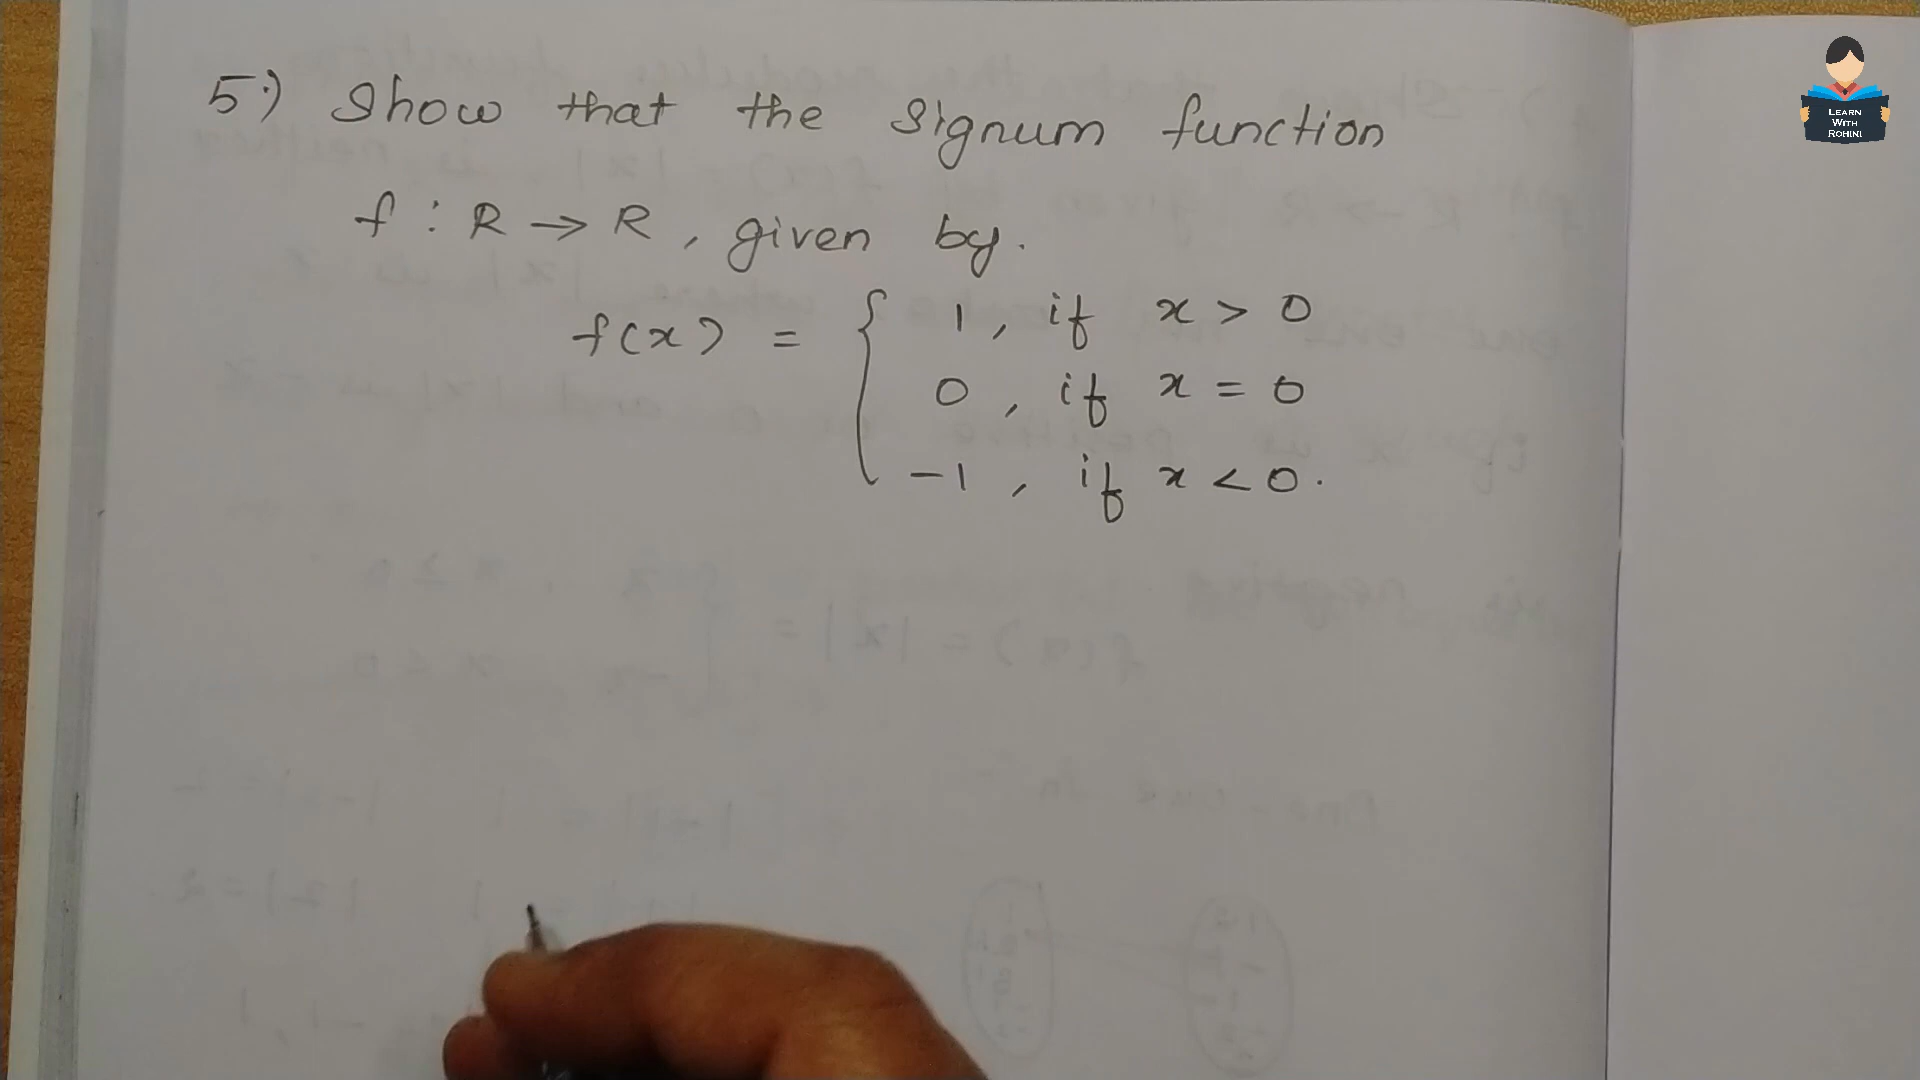 5.) Show that the Signum function
f : R → R, given by.
f(x) = { 1, if x > 0
0, if x = 0
-1, if x < 0.
LEARN
WITH
ROHINI